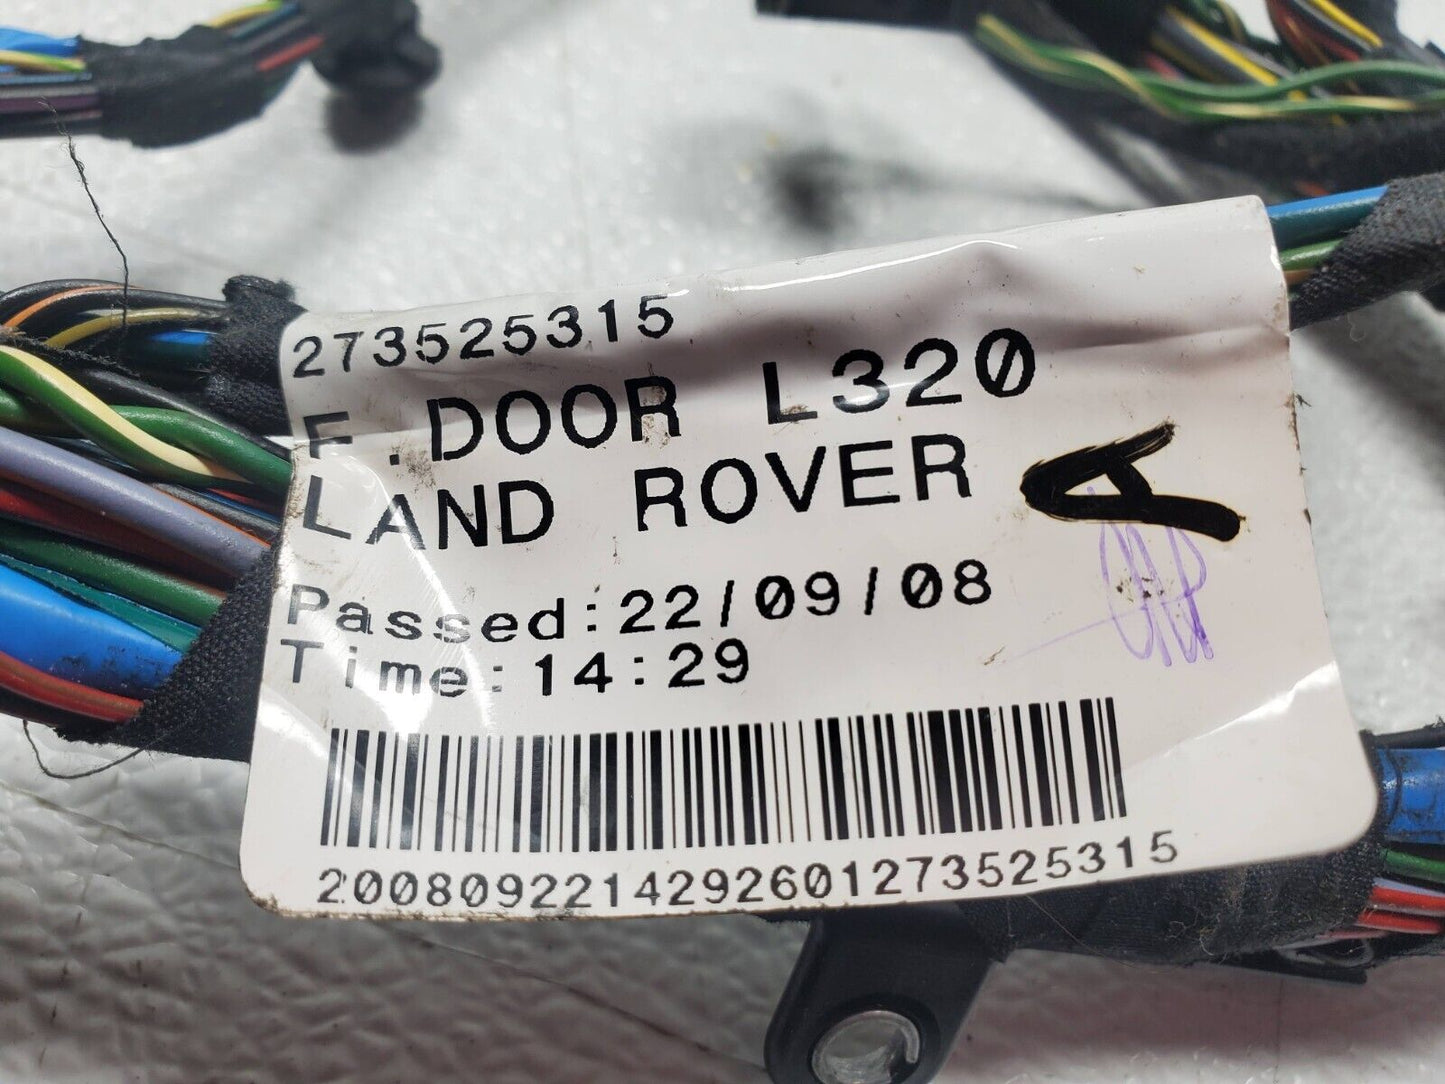 273525315
F.DOOR L320
LAND ROVER
A
Passed:22/09/08
Time:14:29
2008092214292601273525315